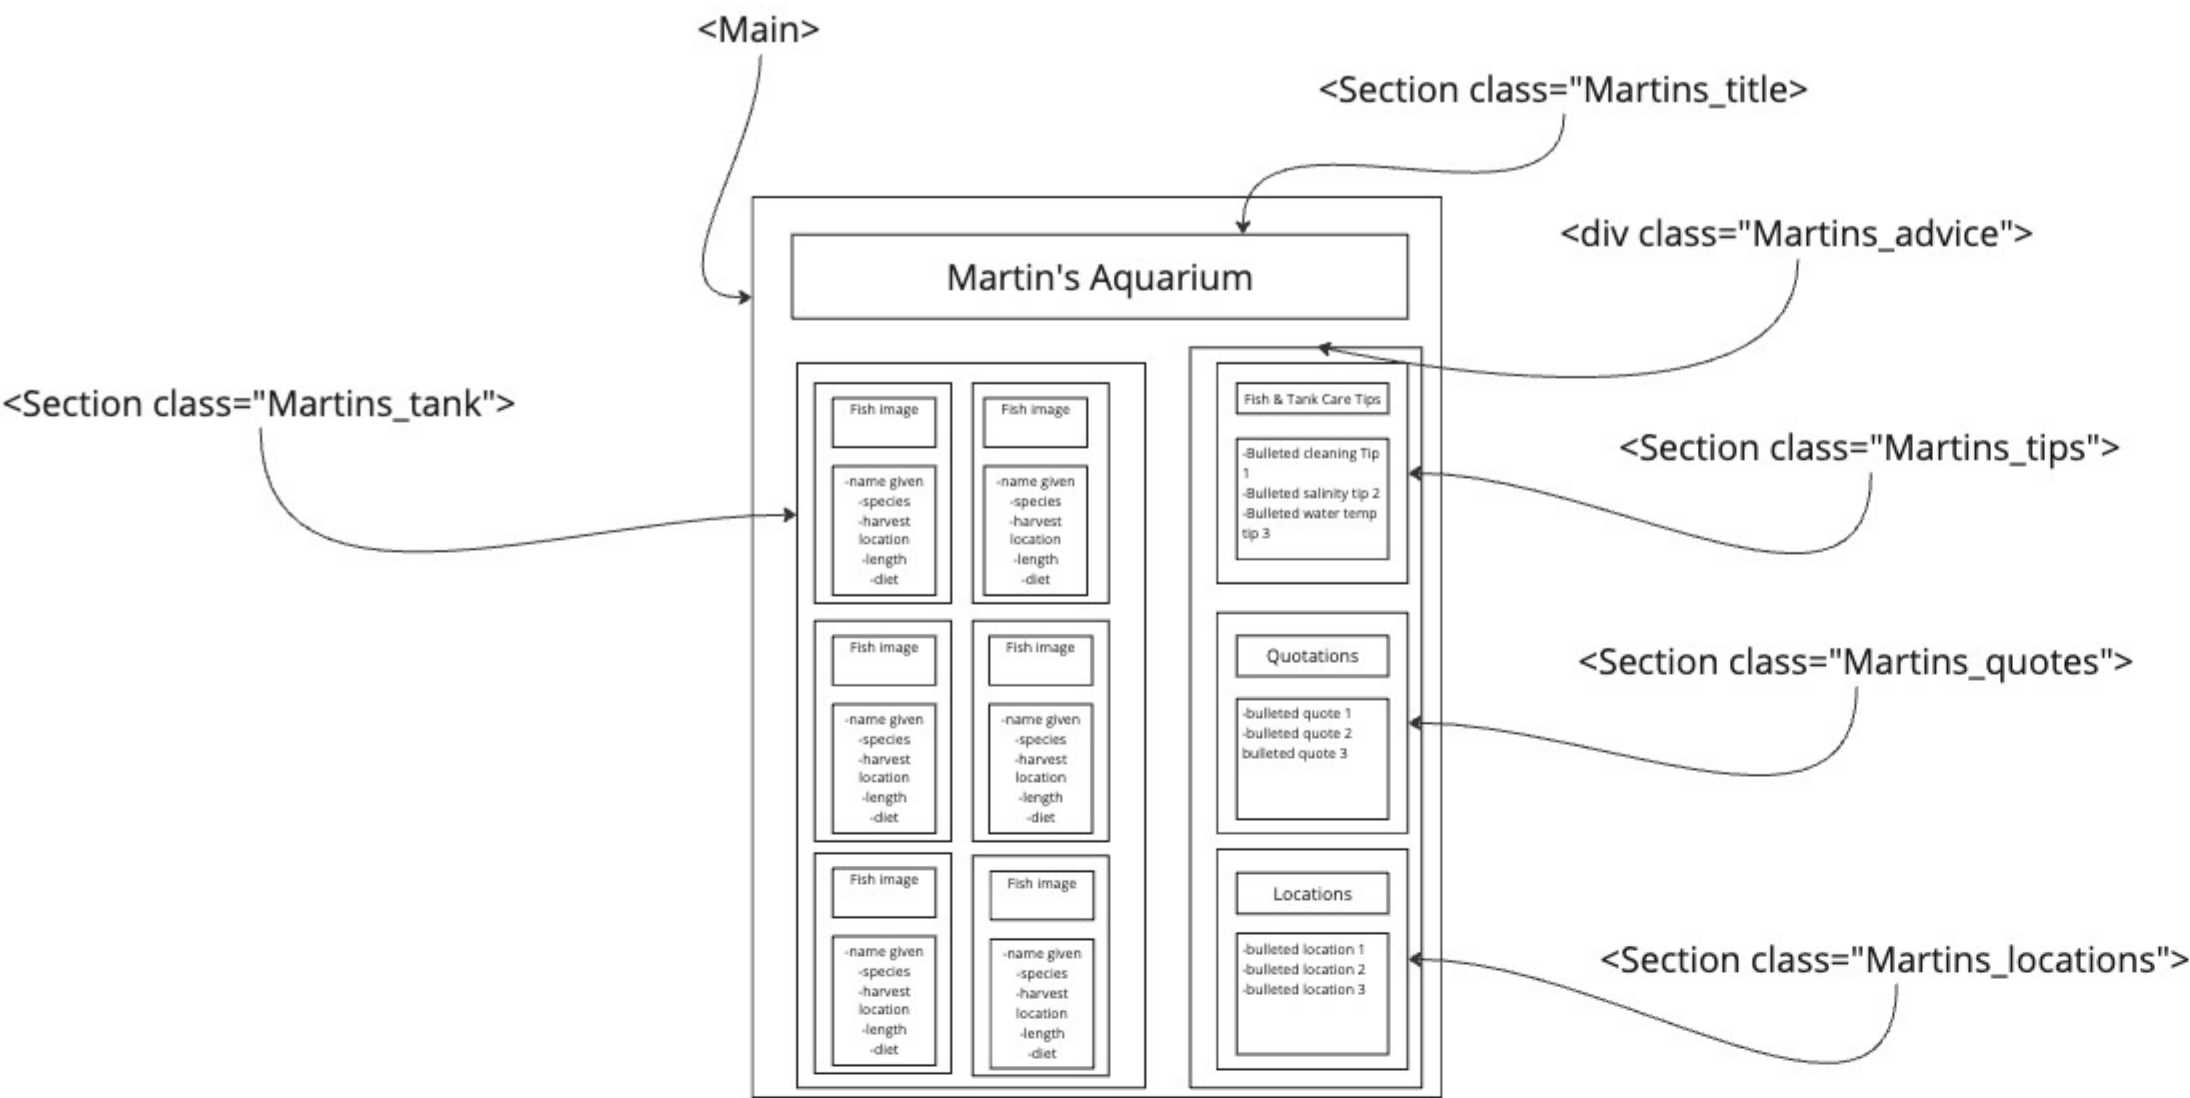 <Main>
<Section class="Martins_title>
<div class="Martins_advice">
Martin's Aquarium
<Section class="Martins_tank">
Fish image
-name given
-species
-harvest
location
-length
-diet
Fish image
-name given
-species
-harvest
location
-length
-diet
Fish image
-name given
-species
-harvest
location
-length
-diet
Fish image
-name given
-species
-harvest
location
-length
-diet
Fish image
-name given
-species
-harvest
location
-length
-diet
Fish image
-name given
-species
-harvest
location
-length
-diet
Fish & Tank Care Tips
-Bulleted cleaning Tip
1
-Bulleted salinity tip 2
-Bulleted water temp
tip 3
<Section class="Martins_tips">
Quotations
-bulleted quote 1
-bulleted quote 2
bulleted quote 3
<Section class="Martins_quotes">
Locations
-bulleted location 1
-bulleted location 2
-bulleted location 3
<Section class="Martins_locations">